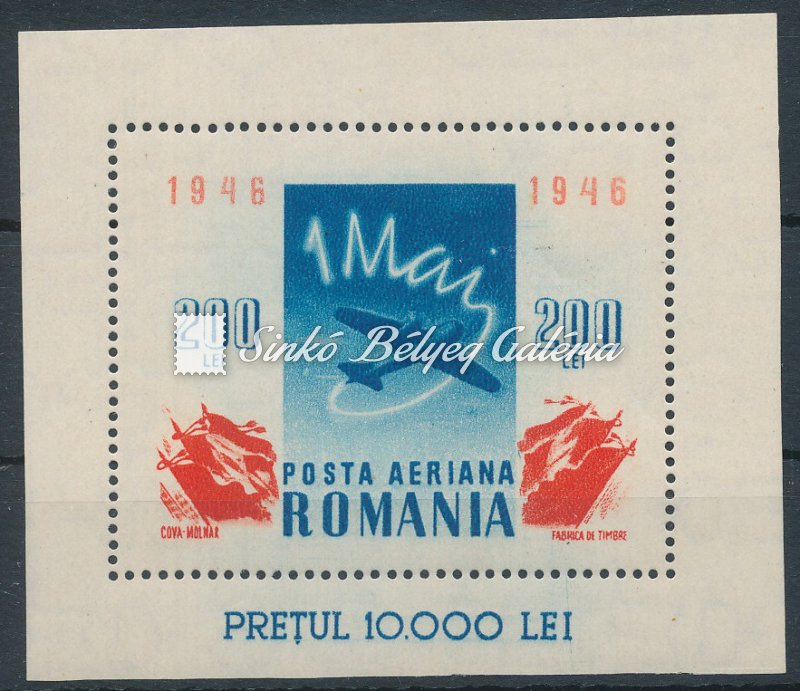 1946 1946
1 Mai
200 200
LEI LEI
Sinkó Bélyeg Galéria
POSTA AERIANA
ROMANIA
COVA-MOLNAR FABRICA DE TIMBRE
PREȚUL 10.000 LEI